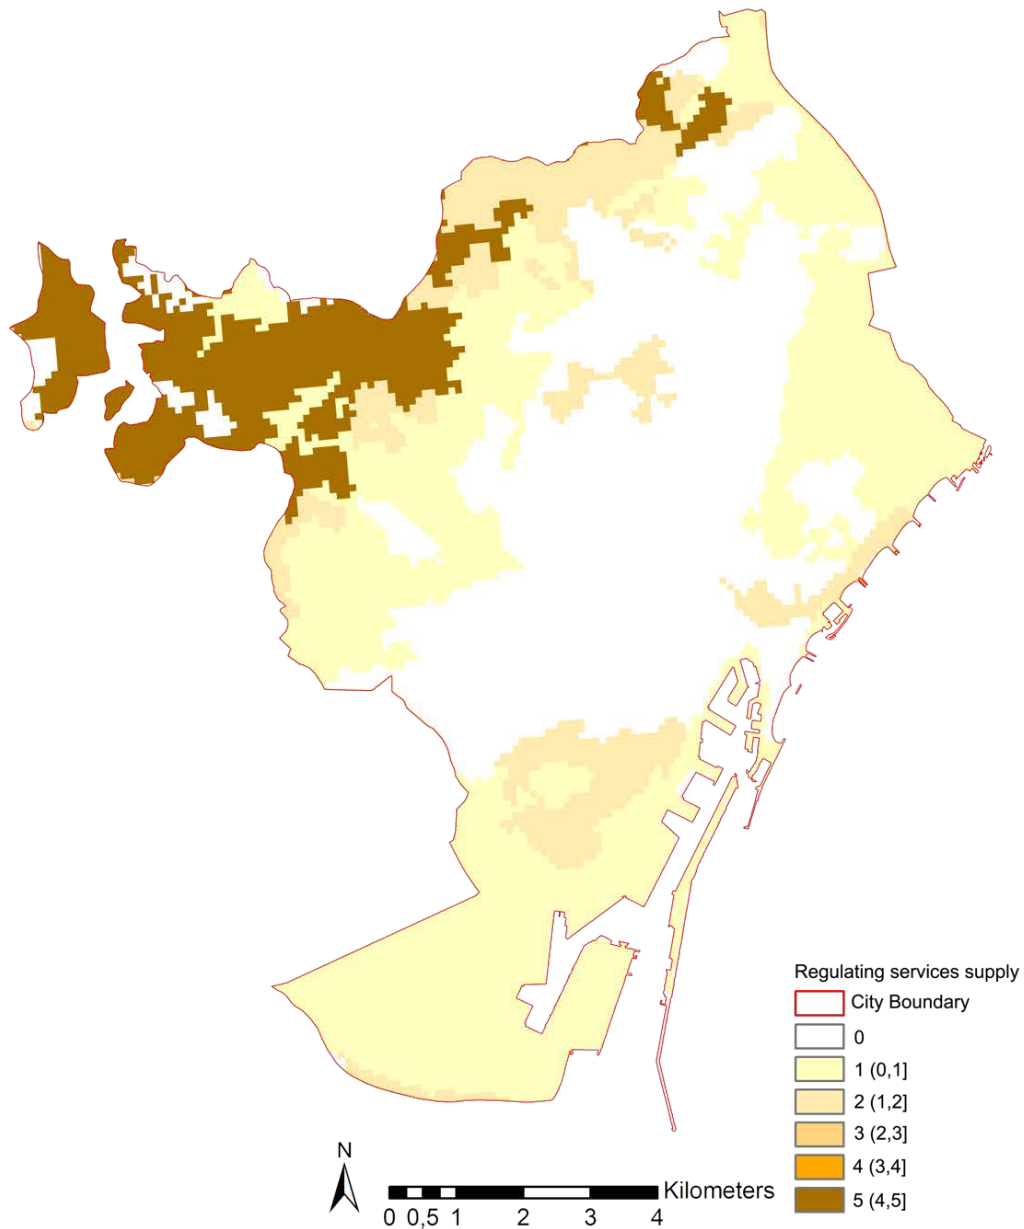 Regulating services supply
City Boundary
0
1 (0,1]
2 (1,2]
3 (2,3]
4 (3,4]
5 (4,5]
N
Kilometers
0 0,5 1 2 3 4